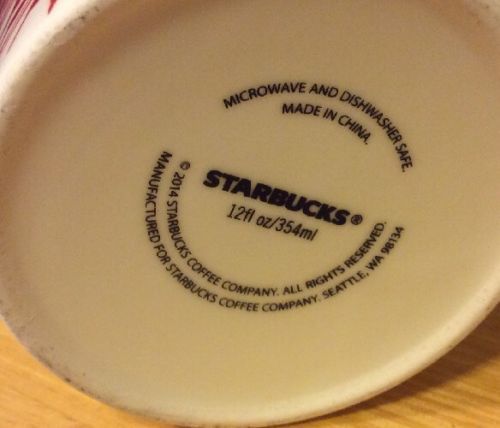 MICROWAVE AND DISHWASHER SAFE.
MADE IN CHINA.
STARBUCKS®
12fl oz/354ml
© 2014 STARBUCKS COFFEE COMPANY. ALL RIGHTS RESERVED.
MANUFACTURED FOR STARBUCKS COFFEE COMPANY. SEATTLE, WA 98134